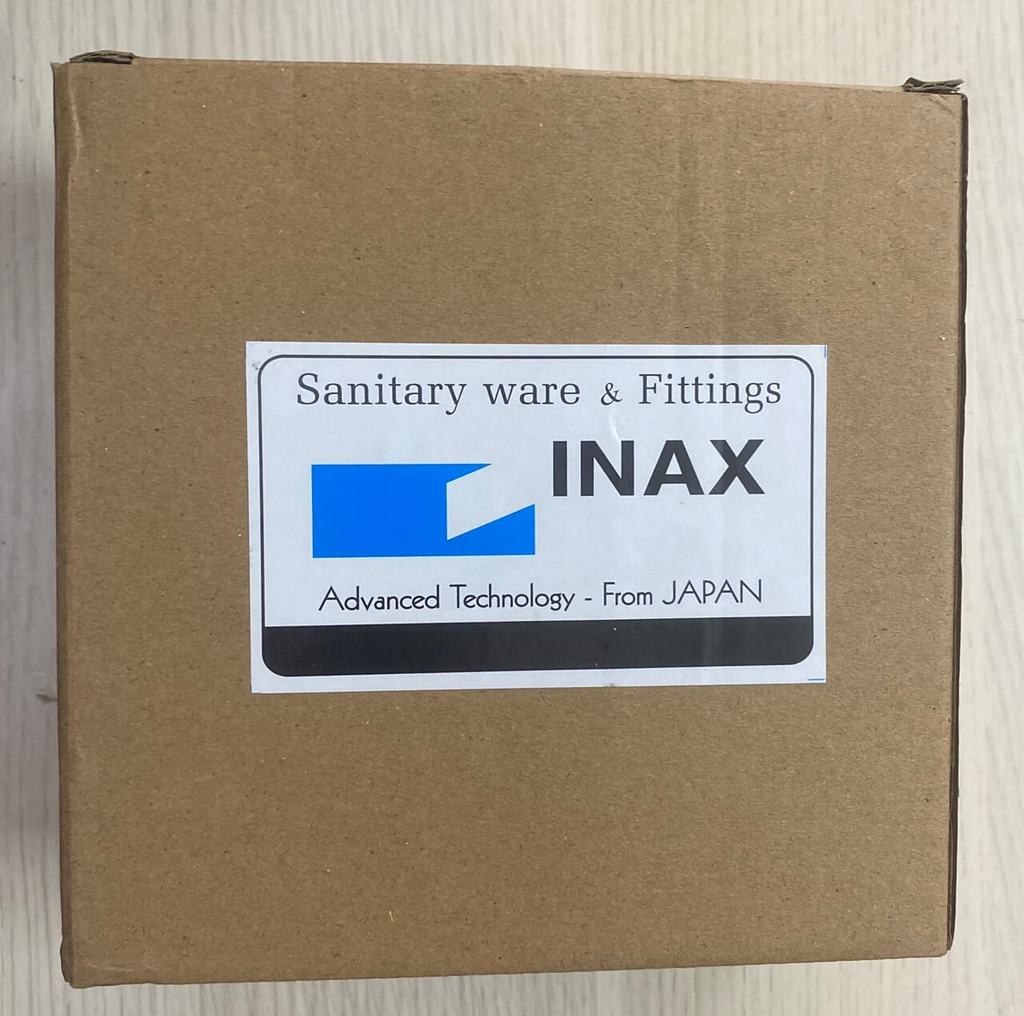 Sanitary ware & Fittings
INAX
Advanced Technology - From JAPAN